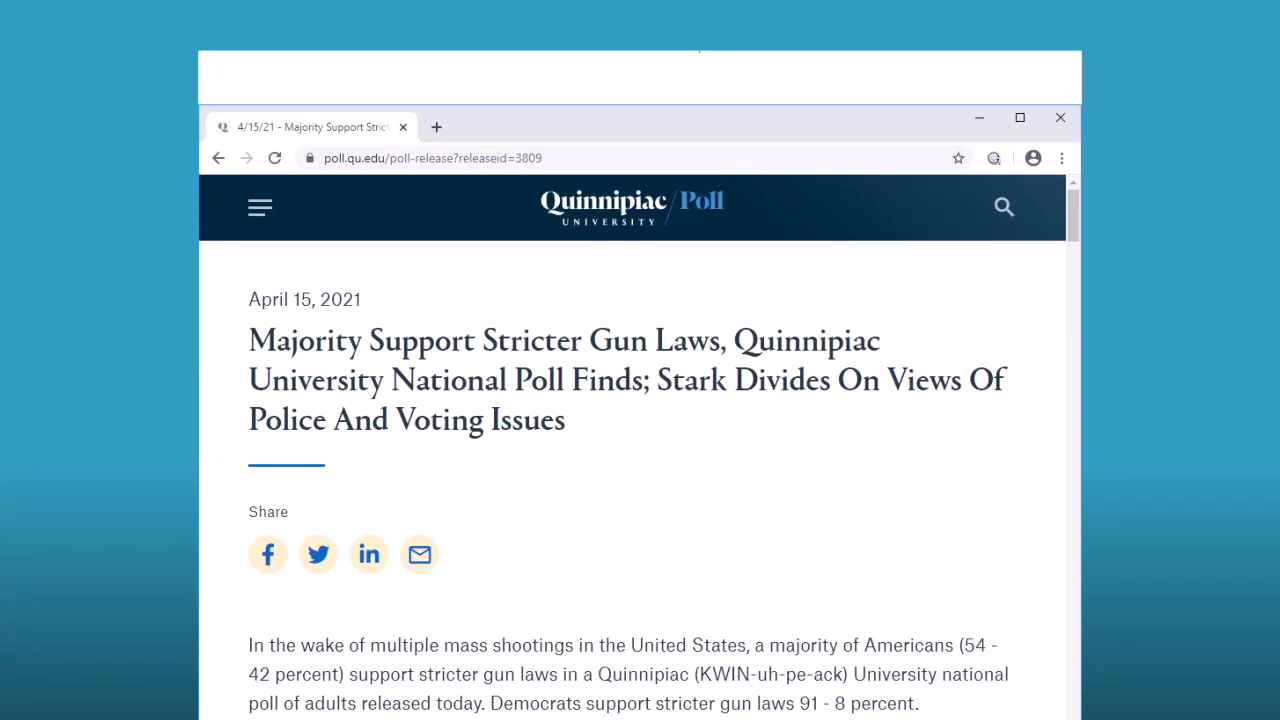 4/15/21 - Majority Support Strict
poll.qu.edu/poll-release?releaseid=3809
Quinnipiac / Poll
UNIVERSITY
April 15, 2021
Majority Support Stricter Gun Laws, Quinnipiac
University National Poll Finds; Stark Divides On Views Of
Police And Voting Issues
Share
In the wake of multiple mass shootings in the United States, a majority of Americans (54 -
42 percent) support stricter gun laws in a Quinnipiac (KWIN-uh-pe-ack) University national
poll of adults released today. Democrats support stricter gun laws 91 - 8 percent.